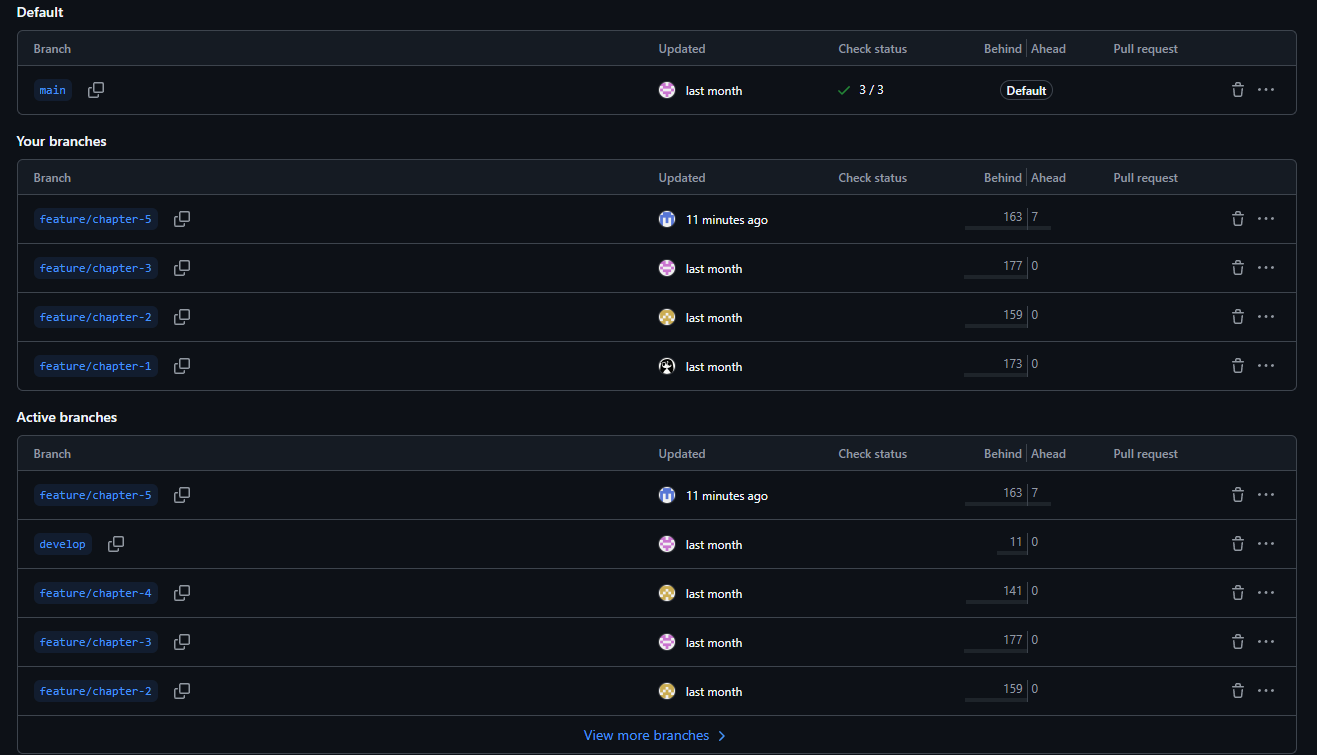 Default
Branch Updated Check status Behind Ahead Pull request
main last month 3 / 3 Default
Your branches
Branch Updated Check status Behind Ahead Pull request
feature/chapter-5 11 minutes ago 163 7
feature/chapter-3 last month 177 0
feature/chapter-2 last month 159 0
feature/chapter-1 last month 173 0
Active branches
Branch Updated Check status Behind Ahead Pull request
feature/chapter-5 11 minutes ago 163 7
develop last month 11 0
feature/chapter-4 last month 141 0
feature/chapter-3 last month 177 0
feature/chapter-2 last month 159 0
View more branches